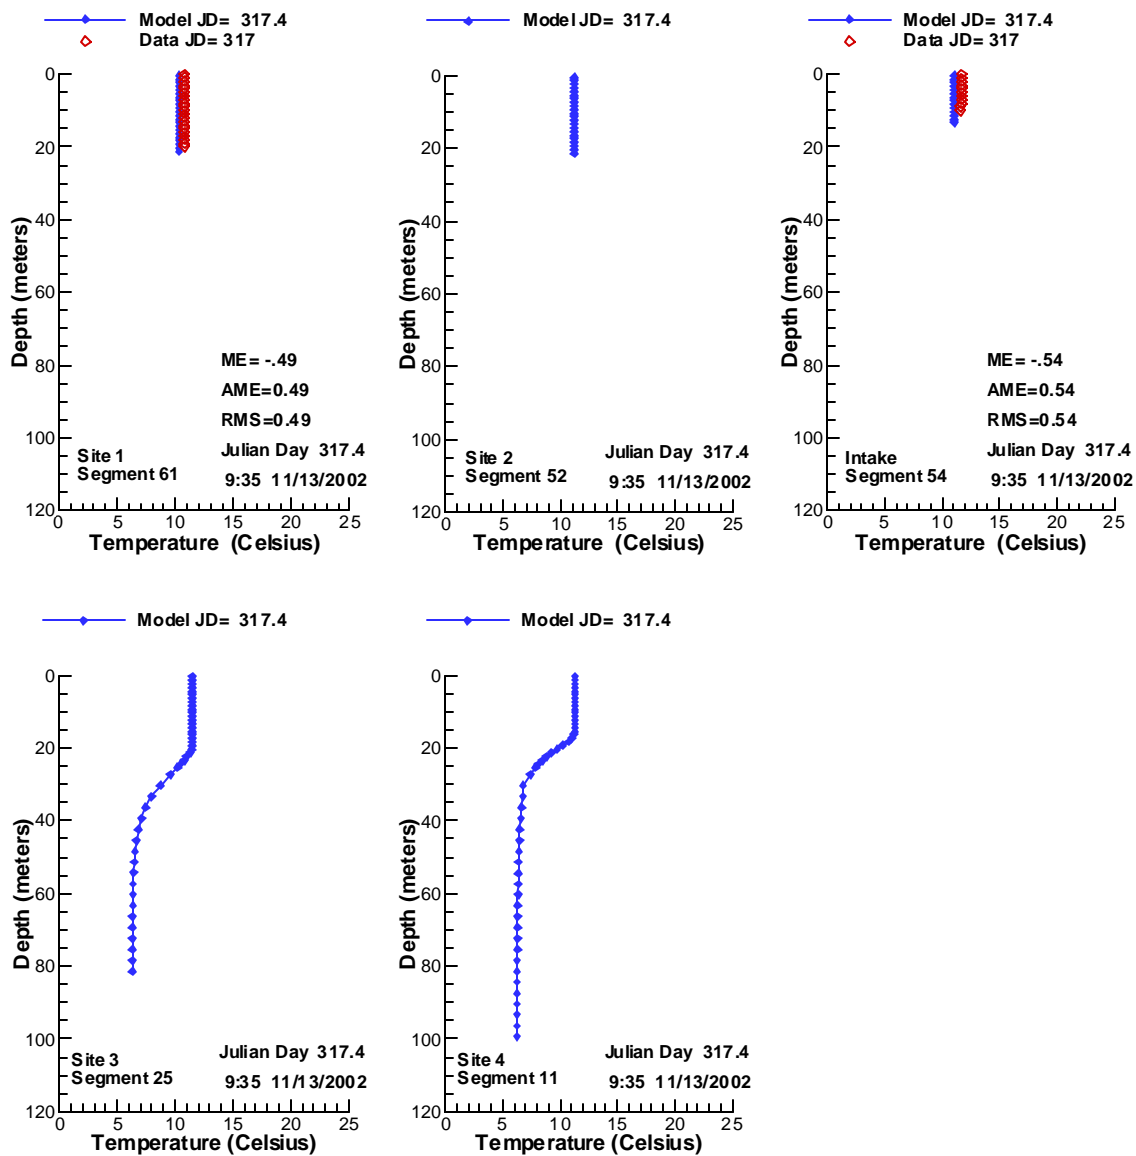 Model JD= 317.4
Data JD= 317
0
20
40
60
80
100
120
Depth (meters)
ME= -.49
AME=0.49
RMS=0.49
Site 1
Segment 61
Julian Day 317.4
9:35 11/13/2002
0 5 10 15 20 25
Temperature (Celsius)
Model JD= 317.4
0
20
40
60
80
100
120
Depth (meters)
Site 2
Segment 52
Julian Day 317.4
9:35 11/13/2002
0 5 10 15 20 25
Temperature (Celsius)
Model JD= 317.4
Data JD= 317
0
20
40
60
80
100
120
Depth (meters)
ME= -.54
AME=0.54
RMS=0.54
Intake
Segment 54
Julian Day 317.4
9:35 11/13/2002
0 5 10 15 20 25
Temperature (Celsius)
Model JD= 317.4
0
20
40
60
80
100
120
Depth (meters)
Site 3
Segment 25
Julian Day 317.4
9:35 11/13/2002
0 5 10 15 20 25
Temperature (Celsius)
Model JD= 317.4
0
20
40
60
80
100
120
Depth (meters)
Site 4
Segment 11
Julian Day 317.4
9:35 11/13/2002
0 5 10 15 20 25
Temperature (Celsius)